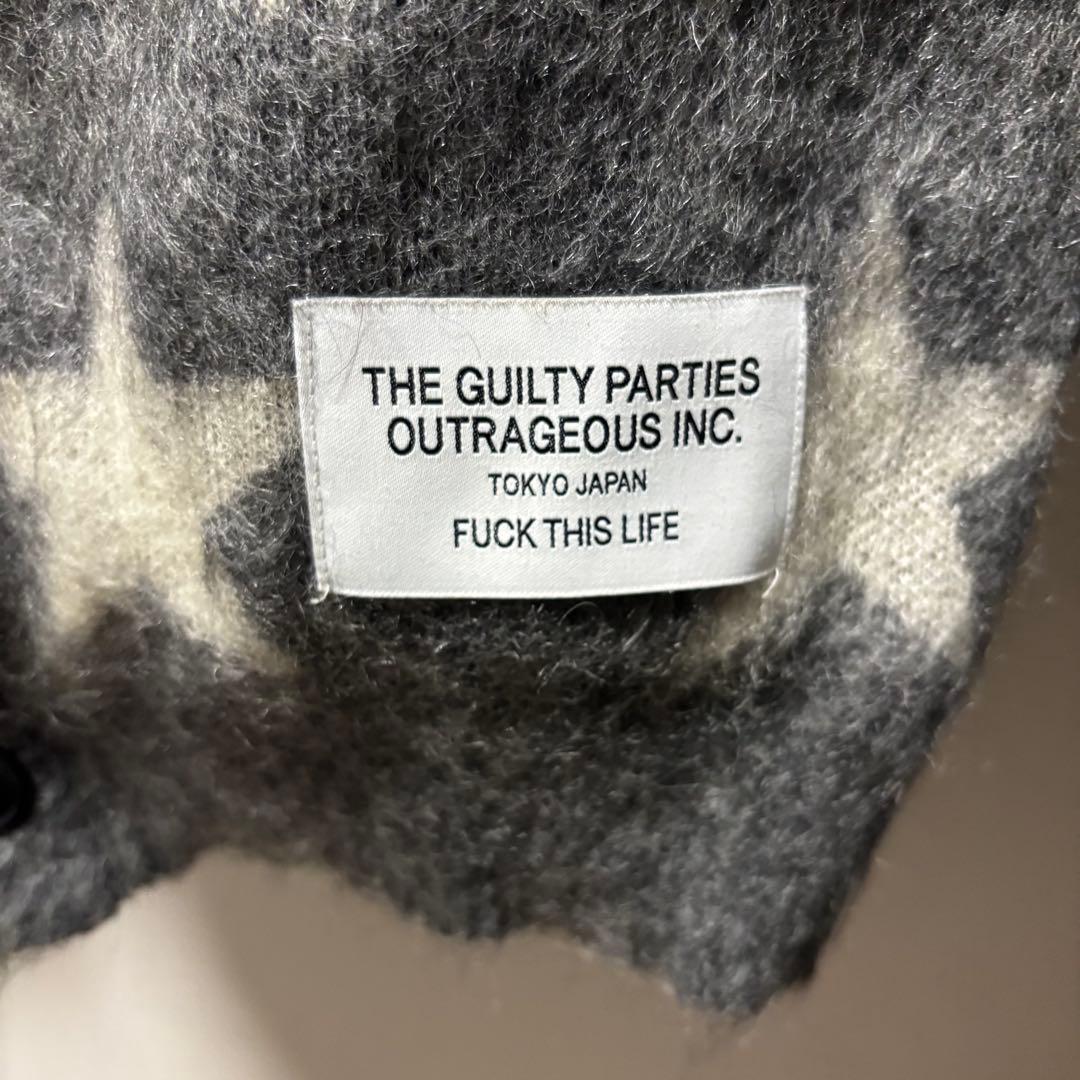 THE GUILTY PARTIES
OUTRAGEOUS INC.
TOKYO JAPAN
FUCK THIS LIFE